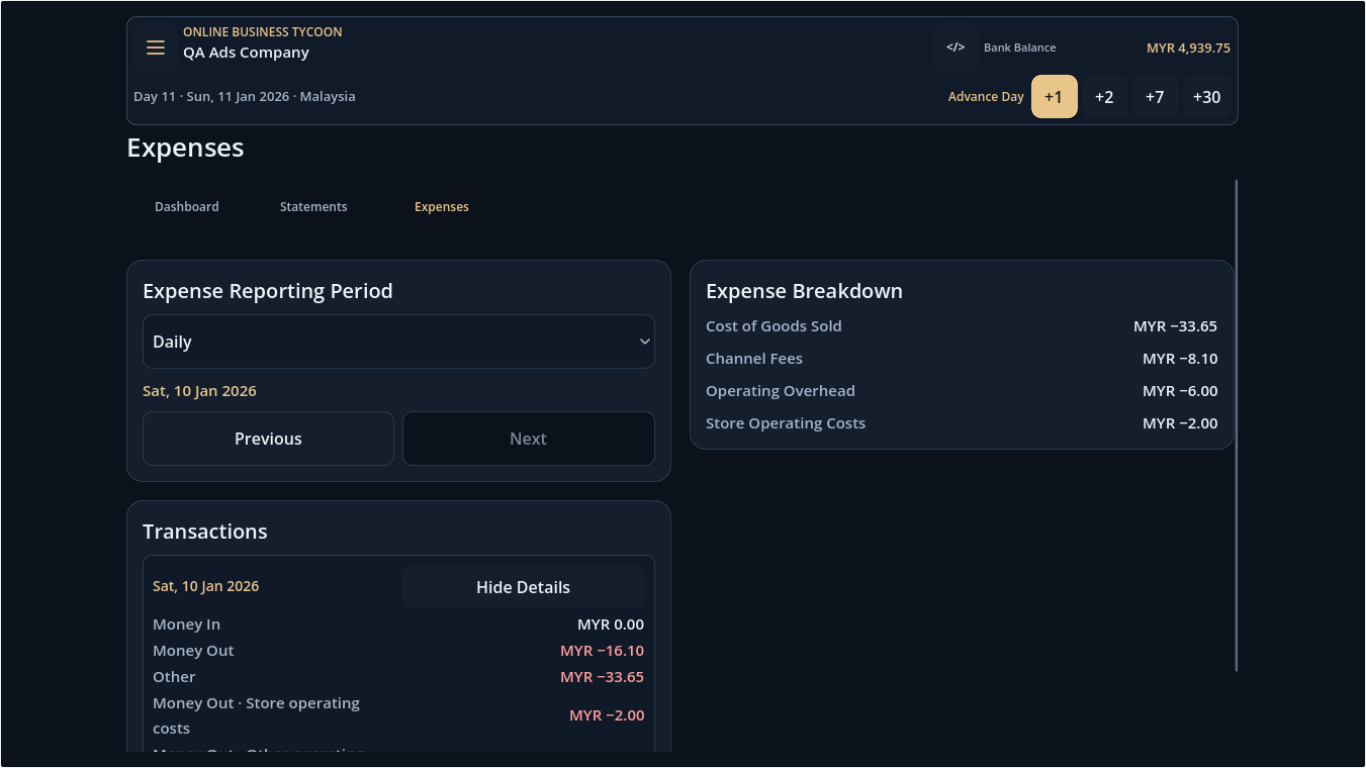 ONLINE BUSINESS TYCOON
QA Ads Company
</> Bank Balance MYR 4,939.75
Day 11 · Sun, 11 Jan 2026 · Malaysia
Advance Day +1 +2 +7 +30
Expenses
Dashboard Statements Expenses
Expense Reporting Period
Daily
Sat, 10 Jan 2026
Previous Next
Expense Breakdown
Cost of Goods Sold MYR −33.65
Channel Fees MYR −8.10
Operating Overhead MYR −6.00
Store Operating Costs MYR −2.00
Transactions
Sat, 10 Jan 2026 Hide Details
Money In MYR 0.00
Money Out MYR −16.10
Other MYR −33.65
Money Out · Store operating
costs MYR −2.00